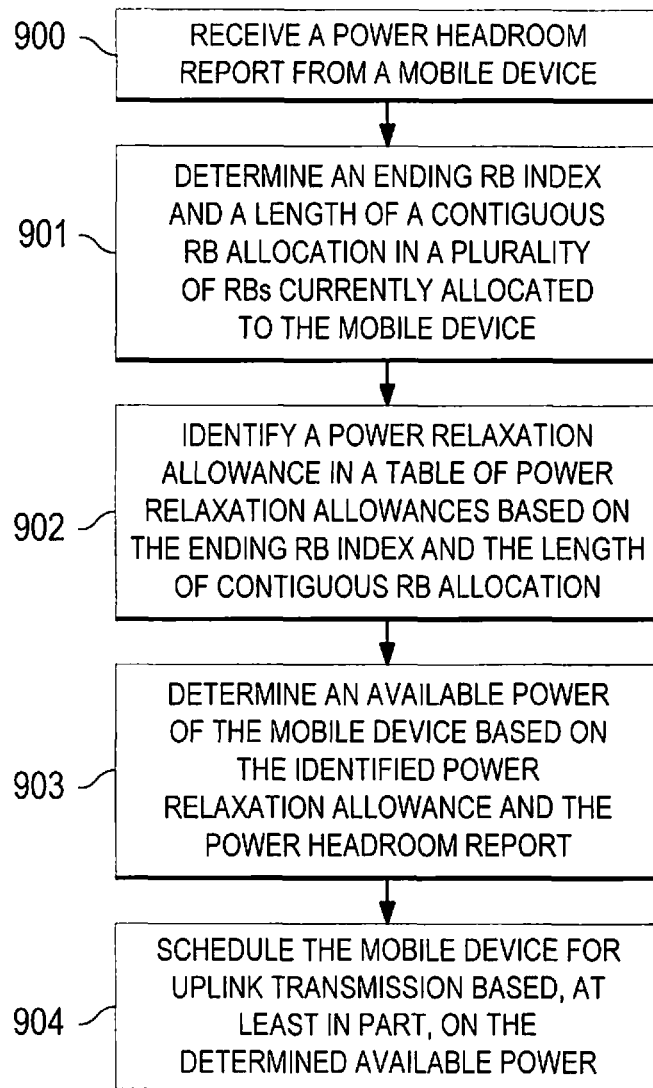 900
RECEIVE A POWER HEADROOM
REPORT FROM A MOBILE DEVICE
901
DETERMINE AN ENDING RB INDEX
AND A LENGTH OF A CONTIGUOUS
RB ALLOCATION IN A PLURALITY
OF RBs CURRENTLY ALLOCATED
TO THE MOBILE DEVICE
902
IDENTIFY A POWER RELAXATION
ALLOWANCE IN A TABLE OF POWER
RELAXATION ALLOWANCES BASED ON
THE ENDING RB INDEX AND THE LENGTH
OF CONTIGUOUS RB ALLOCATION
903
DETERMINE AN AVAILABLE POWER
OF THE MOBILE DEVICE BASED ON
THE IDENTIFIED POWER
RELAXATION ALLOWANCE AND THE
POWER HEADROOM REPORT
904
SCHEDULE THE MOBILE DEVICE FOR
UPLINK TRANSMISSION BASED, AT
LEAST IN PART, ON THE
DETERMINED AVAILABLE POWER